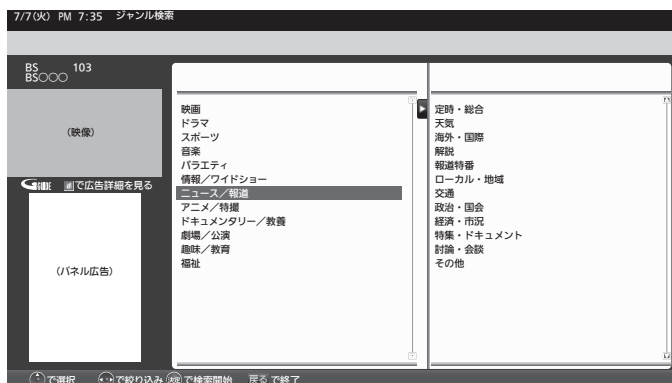 7/7(火) PM 7:35 ジャンル検索
BS 103
BS○○○
(映像)
GGUIDE dで広告詳細を見る
(パネル広告)
映画
ドラマ
スポーツ
音楽
バラエティ
情報／ワイドショー
ニュース／報道
アニメ／特撮
ドキュメンタリー／教養
劇場／公演
趣味／教育
福祉
定時・総合
天気
海外・国際
解説
報道特番
ローカル・地域
交通
政治・国会
経済・市況
特集・ドキュメント
討論・会談
その他
で選択 で絞り込み 決定 で検索開始 戻る で終了